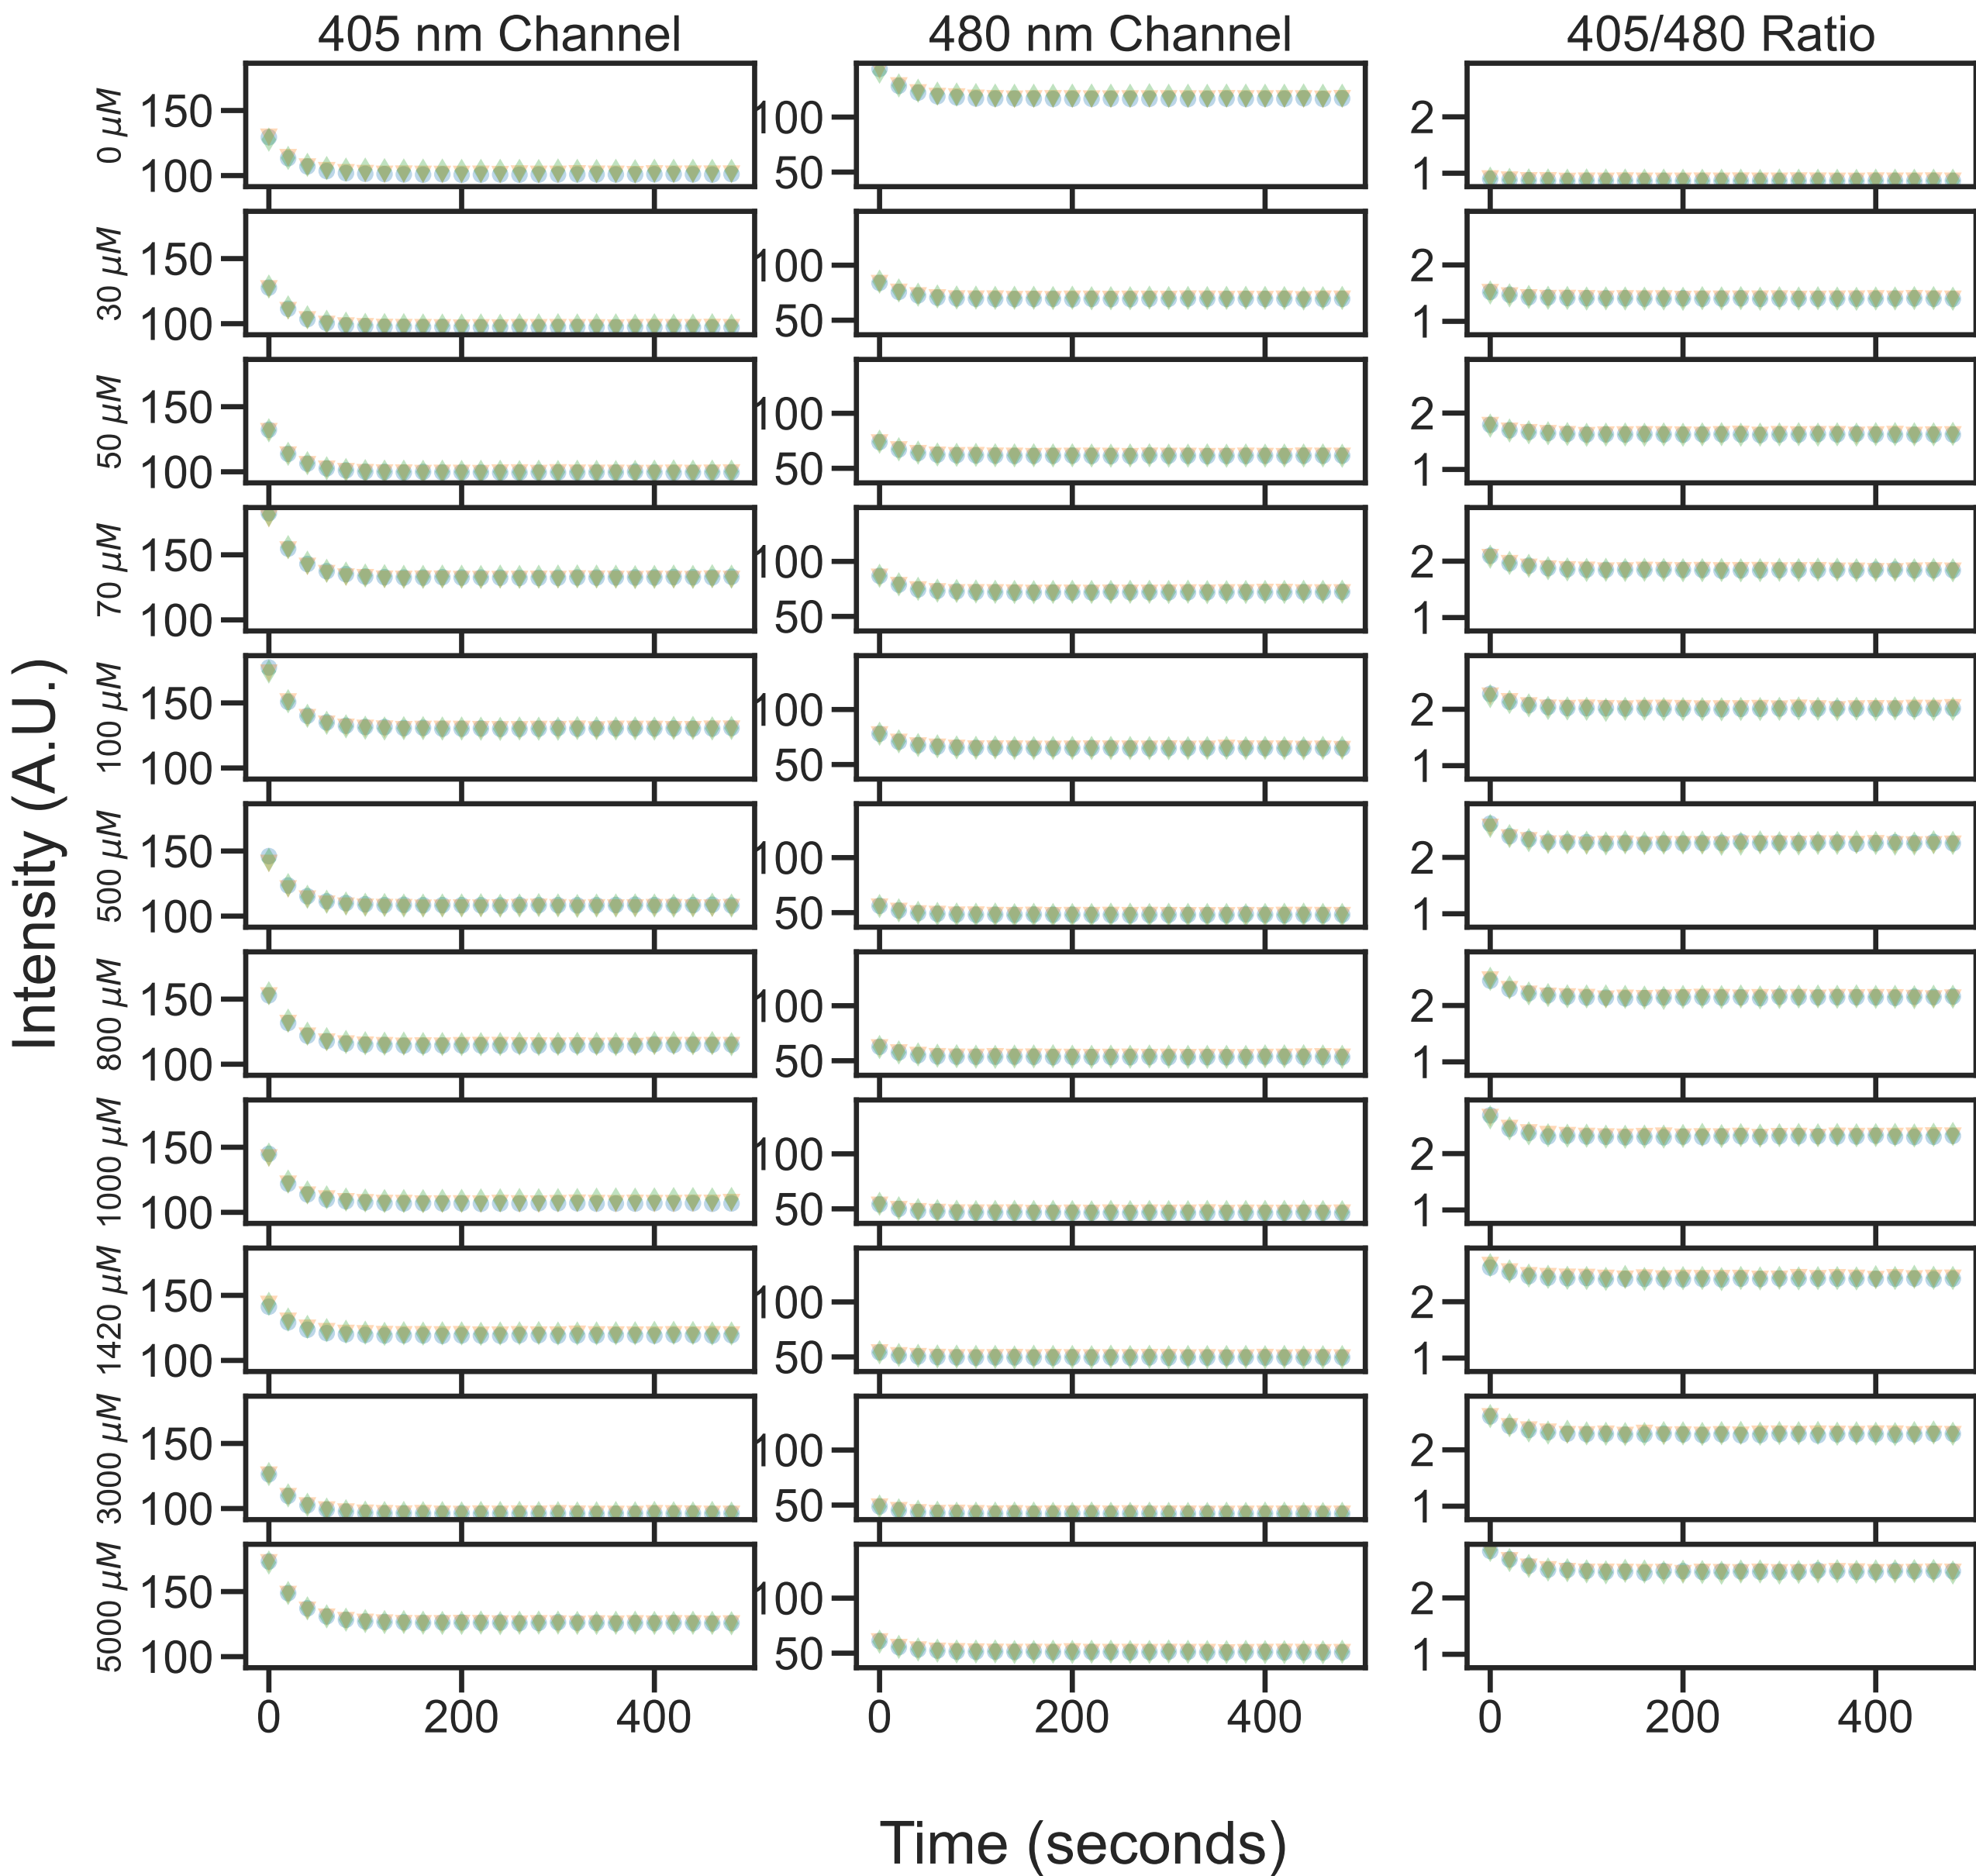 405 nm Channel 480 nm Channel 405/480 Ratio
0 μM 150 100 100 50 2 1
30 μM 150 100 100 50 2 1
50 μM 150 100 100 50 2 1
70 μM 150 100 100 50 2 1
100 μM 150 100 100 50 2 1
500 μM 150 100 100 50 2 1
800 μM 150 100 100 50 2 1
1000 μM 150 100 100 50 2 1
1420 μM 150 100 100 50 2 1
3000 μM 150 100 100 50 2 1
5000 μM 150 100 100 50 2 1
Intensity (A.U.)
0 200 400 0 200 400 0 200 400
Time (seconds)